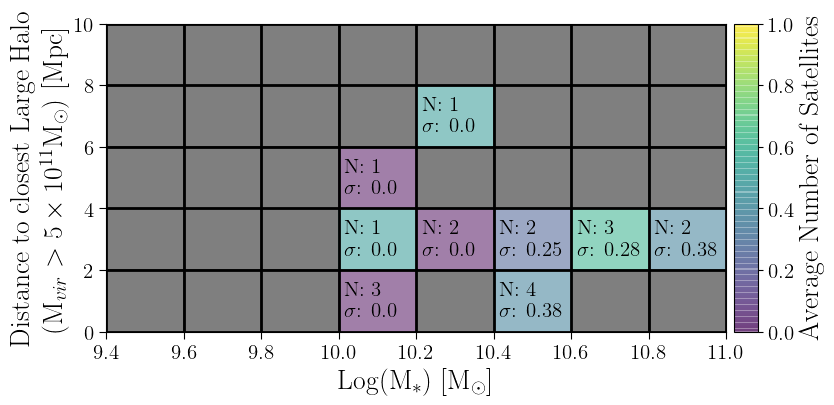 Distance to closest Large Halo
(M_vir > 5 × 10^11 M_⊙) [Mpc]
10
8
6
4
2
0
N: 1
σ: 0.0
N: 1
σ: 0.0
N: 1
σ: 0.0
N: 2
σ: 0.0
N: 2
σ: 0.25
N: 3
σ: 0.28
N: 2
σ: 0.38
N: 3
σ: 0.0
N: 4
σ: 0.38
9.4 9.6 9.8 10.0 10.2 10.4 10.6 10.8 11.0
Log(M_*) [M_⊙]
1.0
0.8
0.6
0.4
0.2
0.0
Average Number of Satellites